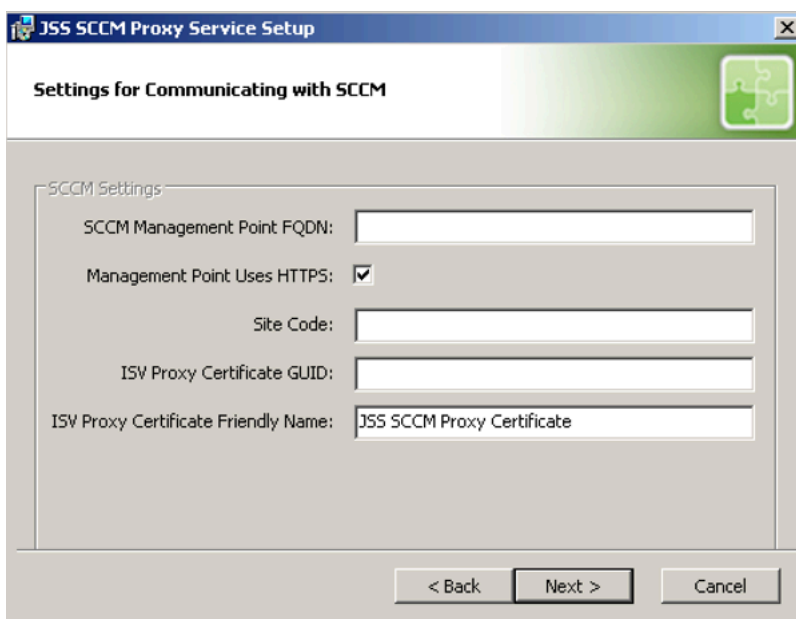 JSS SCCM Proxy Service Setup
Settings for Communicating with SCCM
SCCM Settings
SCCM Management Point FQDN:
Management Point Uses HTTPS:
Site Code:
ISV Proxy Certificate GUID:
ISV Proxy Certificate Friendly Name: JSS SCCM Proxy Certificate
< Back Next > Cancel